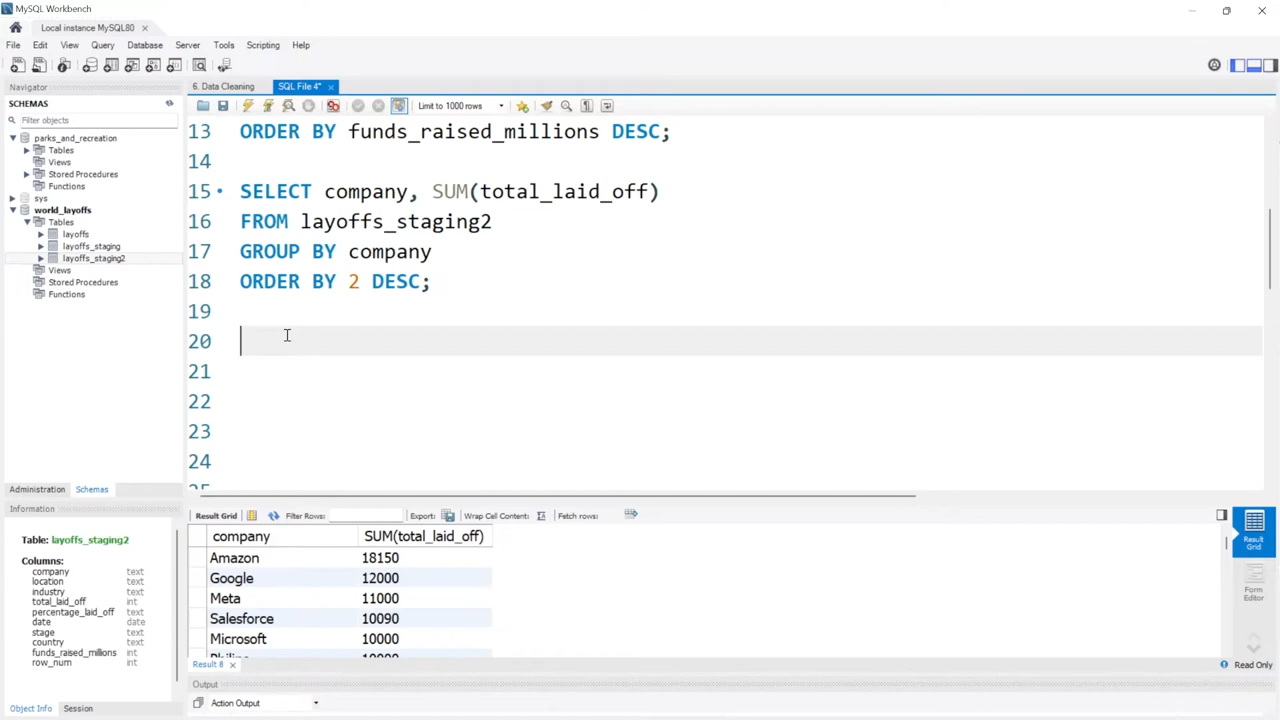 MySQL Workbench
Local instance MySQL80
File Edit View Query Database Server Tools Scripting Help
Navigator
SCHEMAS
Filter objects
parks_and_recreation
Tables
Views
Stored Procedures
Functions
sys
world_layoffs
Tables
layoffs
layoffs_staging
layoffs_staging2
Views
Stored Procedures
Functions
Administration Schemas
Information
Table: layoffs_staging2
Columns:
company text
location text
industry text
total_laid_off int
percentage_laid_off text
date date
stage text
country text
funds_raised_millions int
row_num int
Object Info Session
6. Data Cleaning SQL File 4*
Limit to 1000 rows
13 ORDER BY funds_raised_millions DESC;
14
15 SELECT company, SUM(total_laid_off)
16 FROM layoffs_staging2
17 GROUP BY company
18 ORDER BY 2 DESC;
19
20
21
22
23
24
Result Grid Filter Rows: Export: Wrap Cell Content: Fetch rows:
company SUM(total_laid_off)
Amazon 18150
Google 12000
Meta 11000
Salesforce 10090
Microsoft 10000
Result Grid
Form Editor
Result 8
Read Only
Output
Action Output